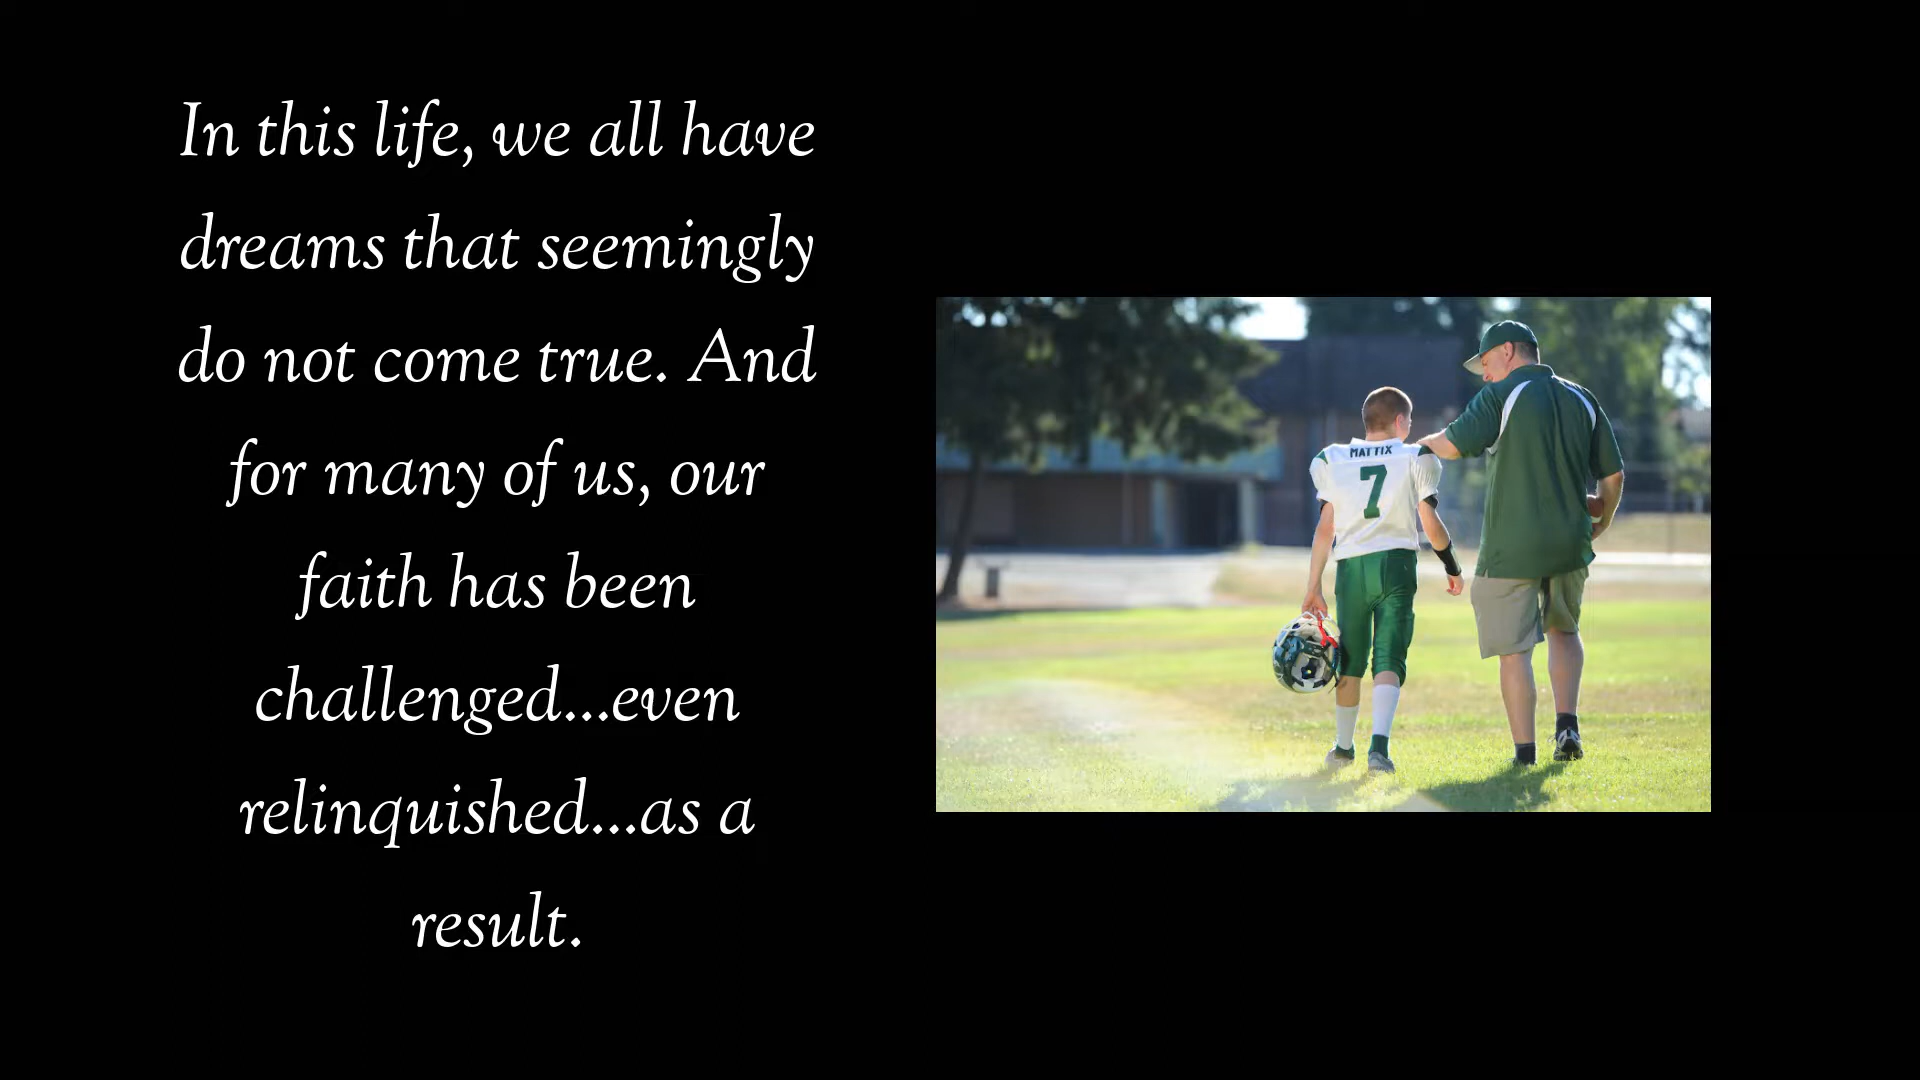 In this life, we all have
dreams that seemingly
do not come true. And
for many of us, our
faith has been
challenged...even
relinquished...as a
result.
MATTIX
7